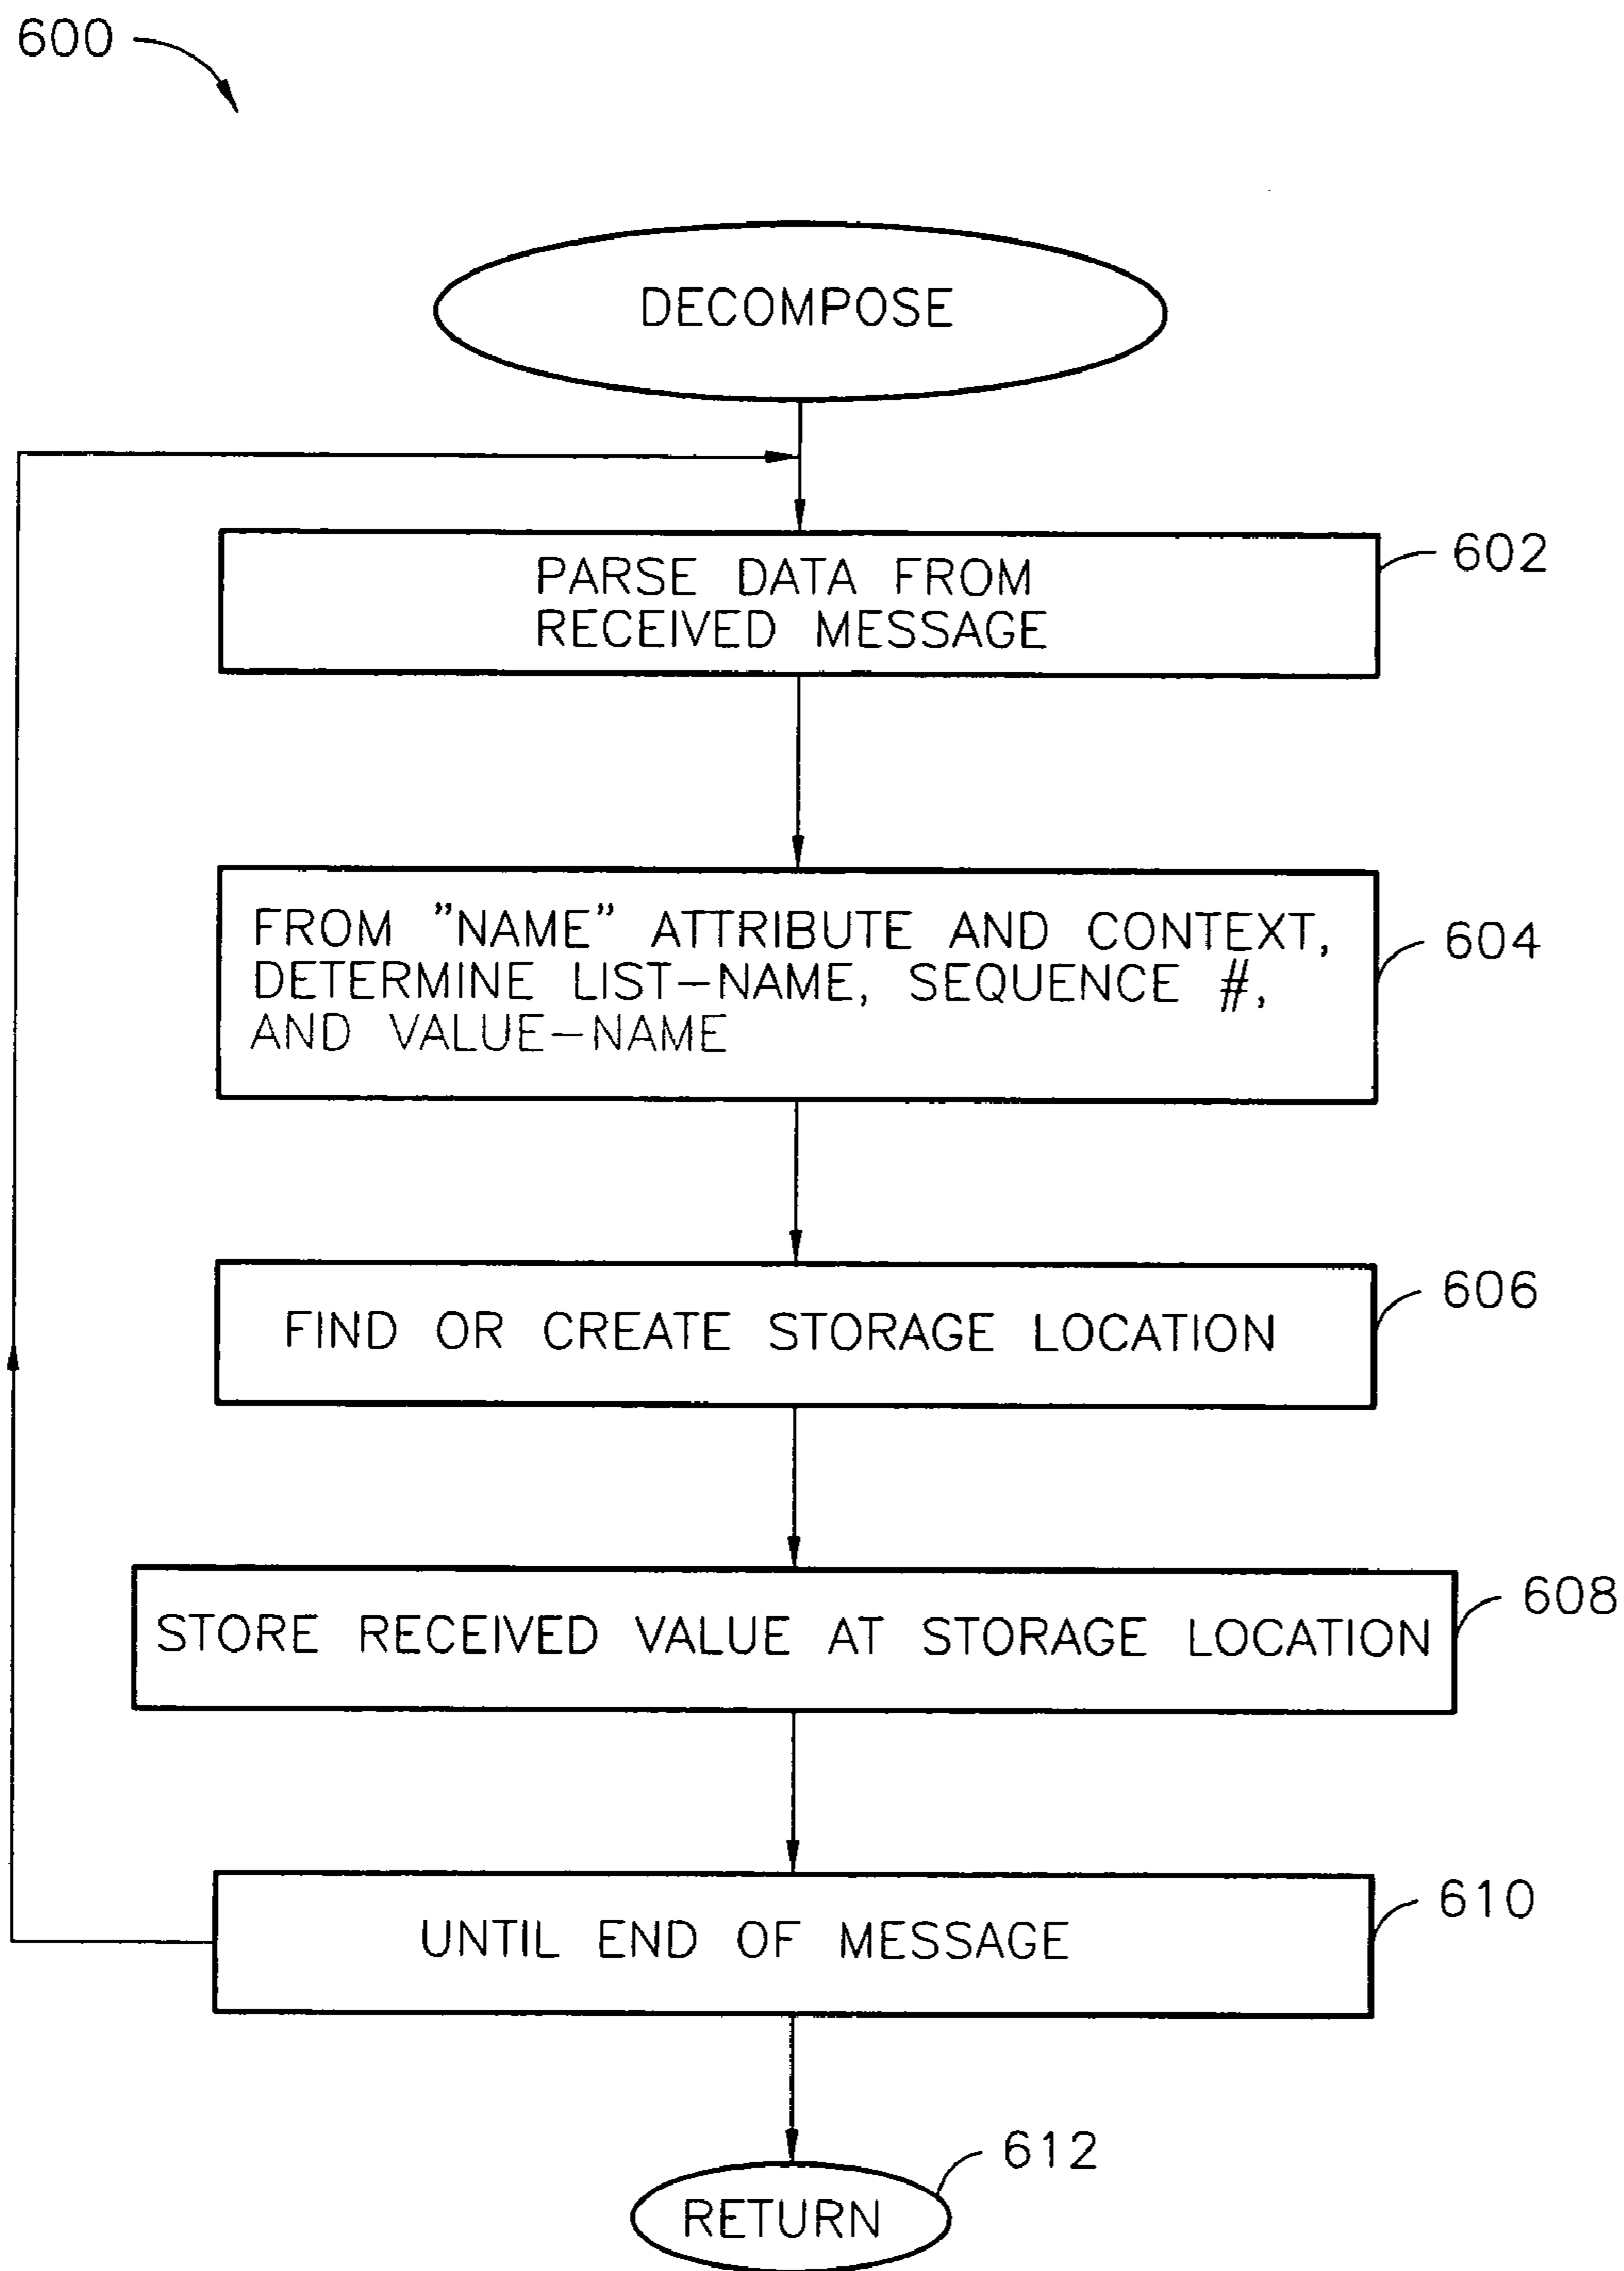 600
DECOMPOSE
PARSE DATA FROM
RECEIVED MESSAGE
602
FROM "NAME" ATTRIBUTE AND CONTEXT,
DETERMINE LIST-NAME, SEQUENCE #,
AND VALUE-NAME
604
FIND OR CREATE STORAGE LOCATION
606
STORE RECEIVED VALUE AT STORAGE LOCATION
608
UNTIL END OF MESSAGE
610
RETURN
612